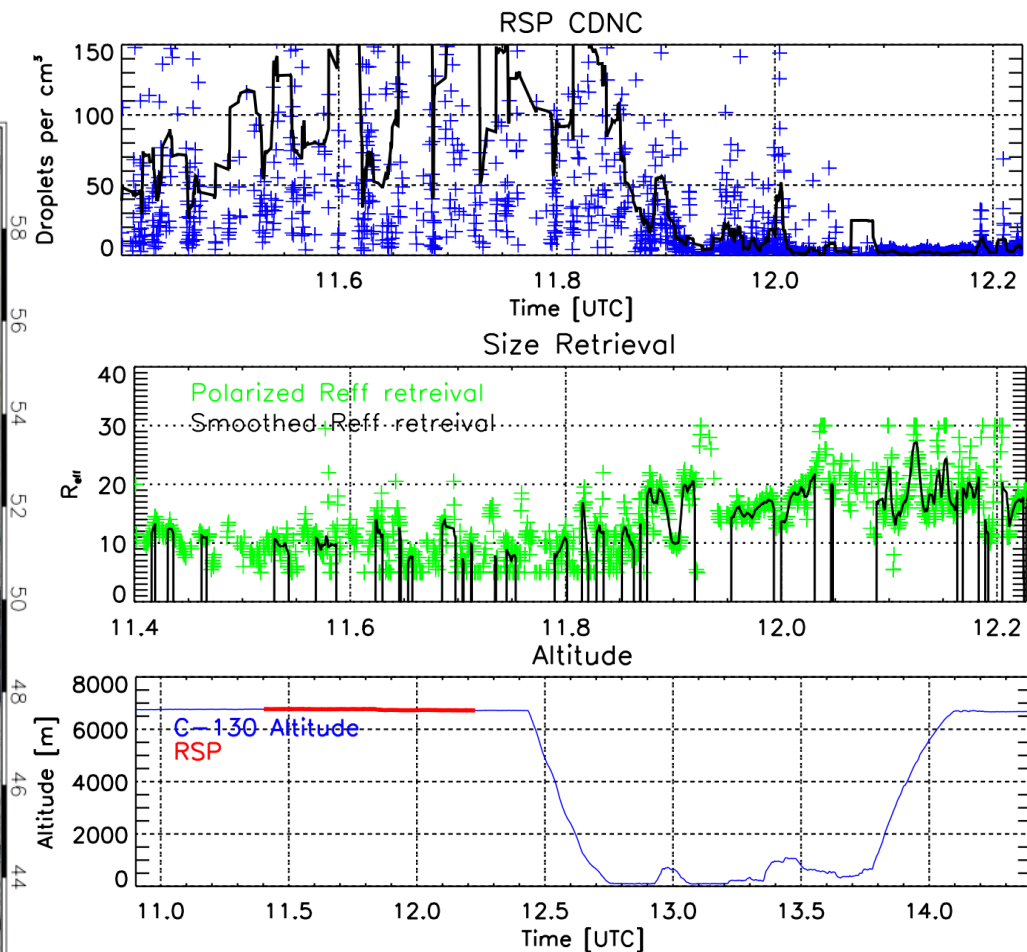 RSP CDNC
150
100
50
0
Droplets per cm³
11.6 11.8 12.0 12.2
Time [UTC]
Size Retrieval
40
30
20
10
0
R eff
Polarized Reff retreival
Smoothed Reff retreival
11.4 11.6 11.8 12.0 12.2
Altitude
8000
6000
4000
2000
0
Altitude [m]
C-130 Altitude
RSP
11.0 11.5 12.0 12.5 13.0 13.5 14.0
Time [UTC]
58
56
54
52
50
48
46
44